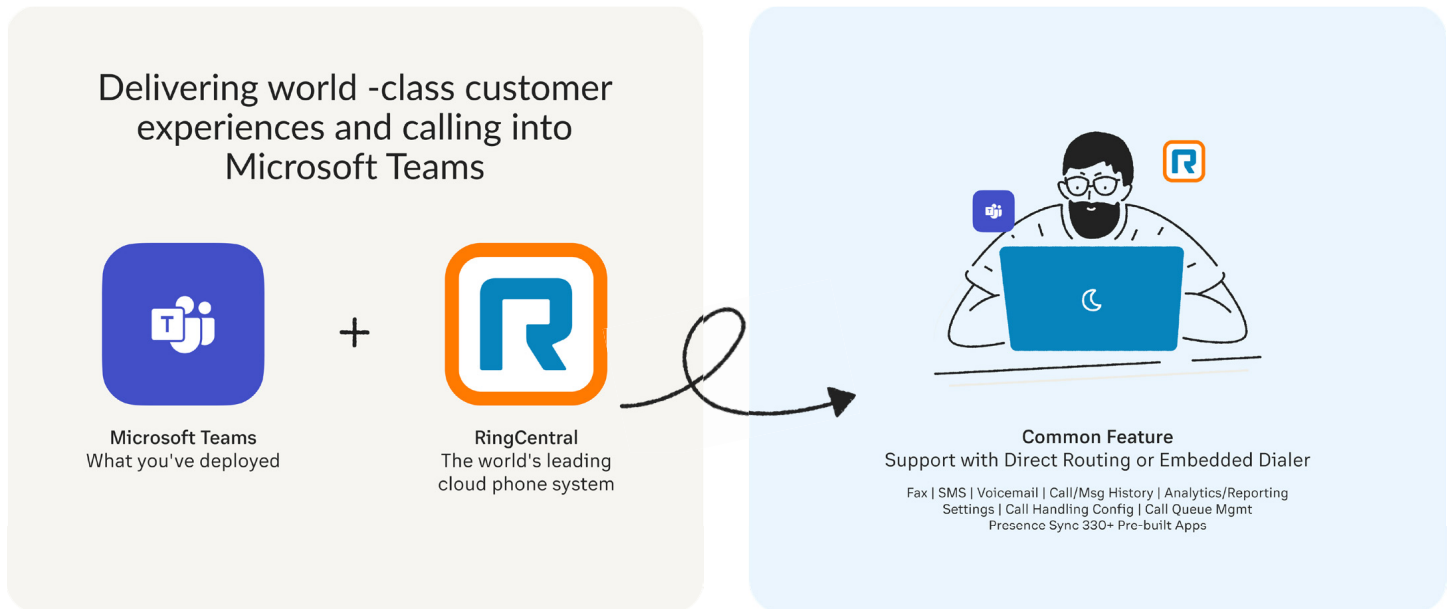 Delivering world -class customer
experiences and calling into
Microsoft Teams
T
R
Microsoft Teams
What you've deployed
+
RingCentral
The world's leading
cloud phone system
T
R
Common Feature
Support with Direct Routing or Embedded Dialer
Fax | SMS | Voicemail | Call/Msg History | Analytics/Reporting
Settings | Call Handling Config | Call Queue Mgmt
Presence Sync 330+ Pre-built Apps